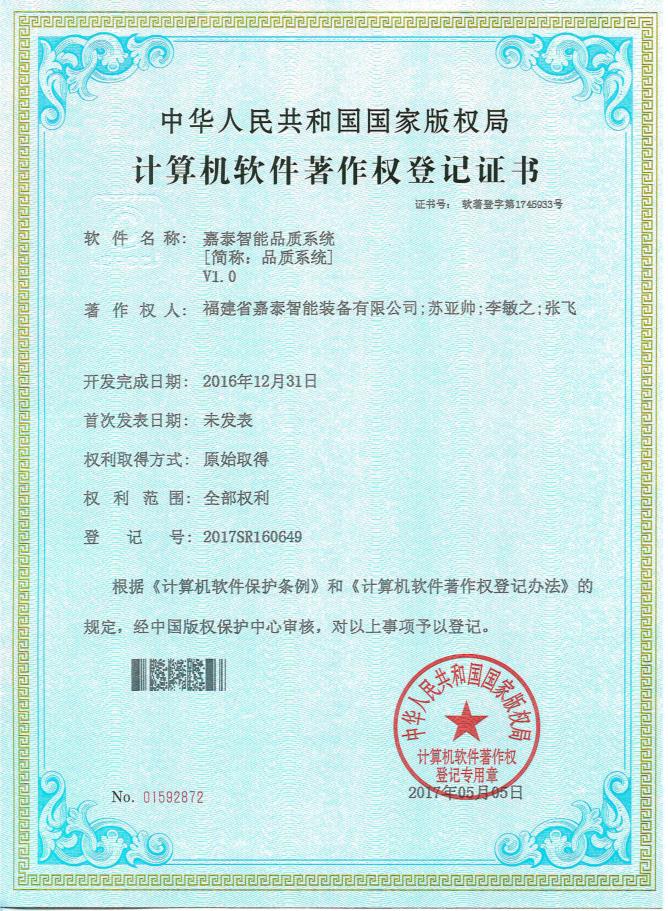 中华人民共和国国家版权局
计算机软件著作权登记证书
证书号： 软著登字第1745933号
软件名称： 嘉泰智能品质系统
[简称：品质系统]
V1.0
著作权人： 福建省嘉泰智能装备有限公司;苏亚帅;李敏之;张飞
开发完成日期： 2016年12月31日
首次发表日期： 未发表
权利取得方式： 原始取得
权利范围： 全部权利
登记号： 2017SR160649
根据《计算机软件保护条例》和《计算机软件著作权登记办法》的
规定，经中国版权保护中心审核，对以上事项予以登记。
中华人民共和国国家版权局
计算机软件著作权
登记专用章
No. 01592872
2017年05月05日